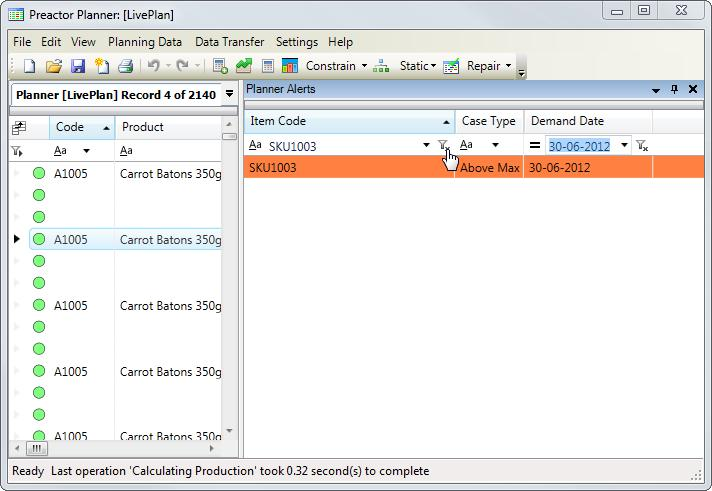 Preactor Planner: [LivePlan]
File Edit View Planning Data Data Transfer Settings Help
Constrain Static Repair
Planner [LivePlan] Record 4 of 2140
Code Product
Aa Aa
A1005 Carrot Batons 350g
A1005 Carrot Batons 350g
A1005 Carrot Batons 350g
A1005 Carrot Batons 350g
A1005 Carrot Batons 350g
Planner Alerts
Item Code Case Type Demand Date
Aa SKU1003 Aa = 30-06-2012
SKU1003 Above Max 30-06-2012
Ready Last operation 'Calculating Production' took 0.32 second(s) to complete